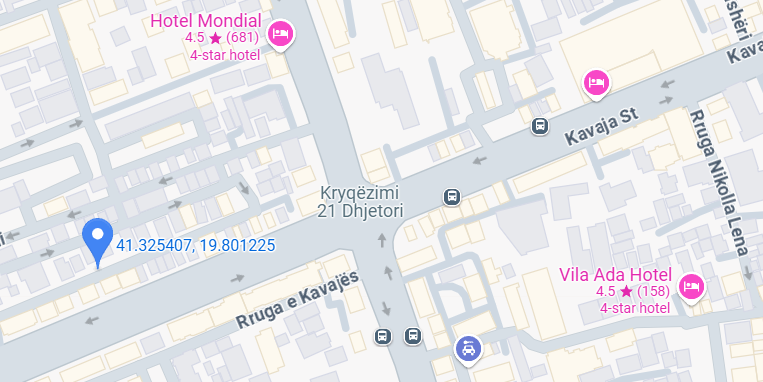 Hotel Mondial
4.5 ★ (681)
4-star hotel
Kavaja St
Kryqëzimi
21 Dhjetori
Rruga Nikolla Lena
41.325407, 19.801225
Rruga e Kavajës
Vila Ada Hotel
4.5 ★ (158)
4-star hotel